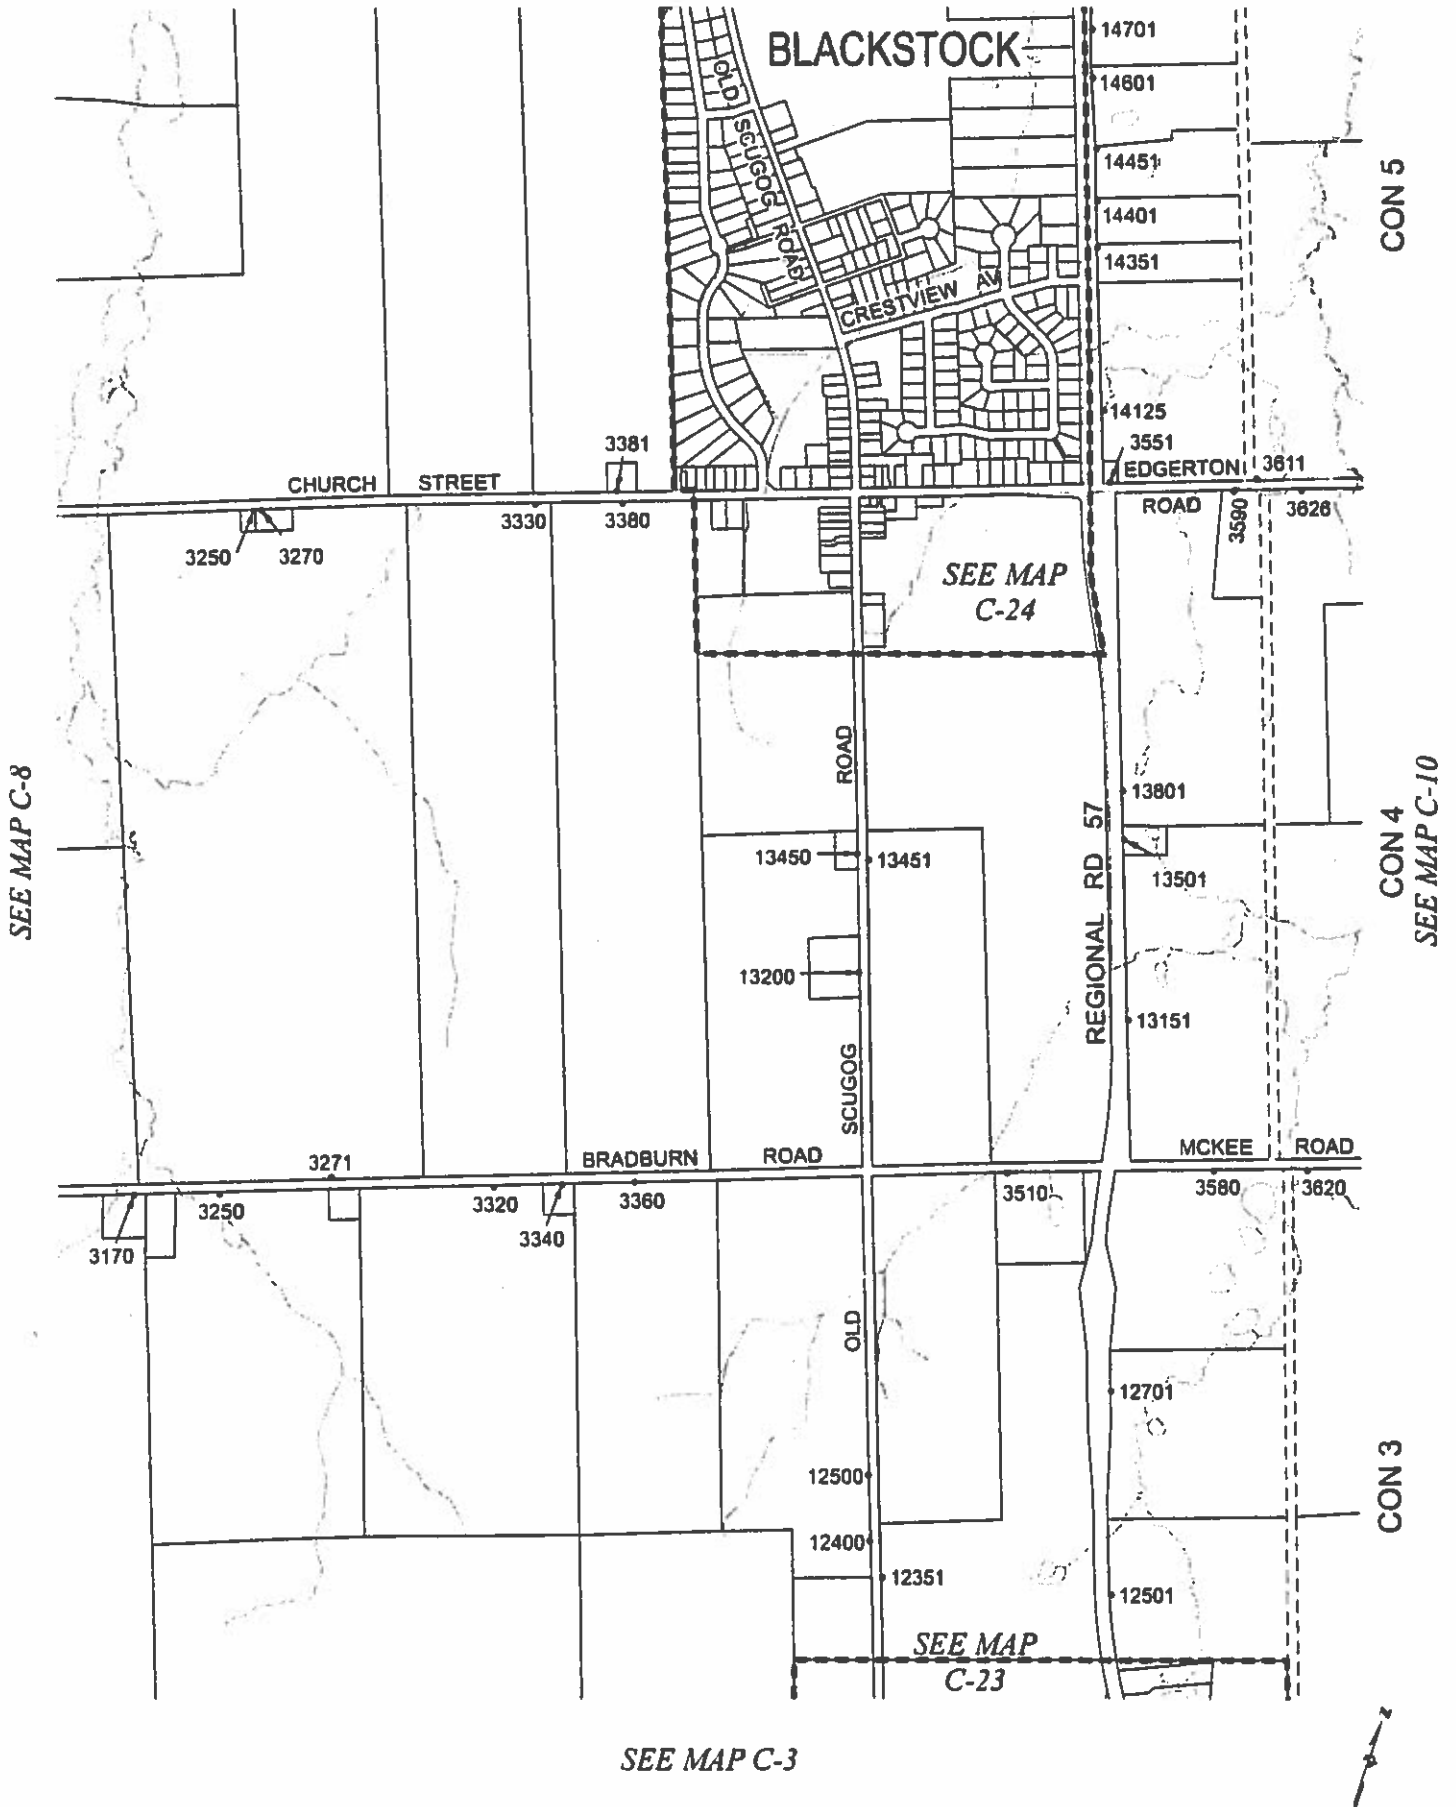 BLACKSTOCK
14701
14601
14451
14401
14351
14125
3551
CON 5
OLD SCUGOG ROAD
CRESTVIEW AV
3381
CHURCH STREET
EDGERTON ROAD
3611
3250
3270
3330
3380
3590
3626
SEE MAP
C-24
SEE MAP C-8
ROAD
REGIONAL RD 57
13801
13450
13451
13501
CON 4
SEE MAP C-10
13200
13151
SCUGOG
3271
BRADBURN ROAD
MCKEE ROAD
3170
3250
3320
3340
3360
3510
3580
3620
OLD
12701
12500
12400
12351
12501
CON 3
SEE MAP
C-23
SEE MAP C-3
N